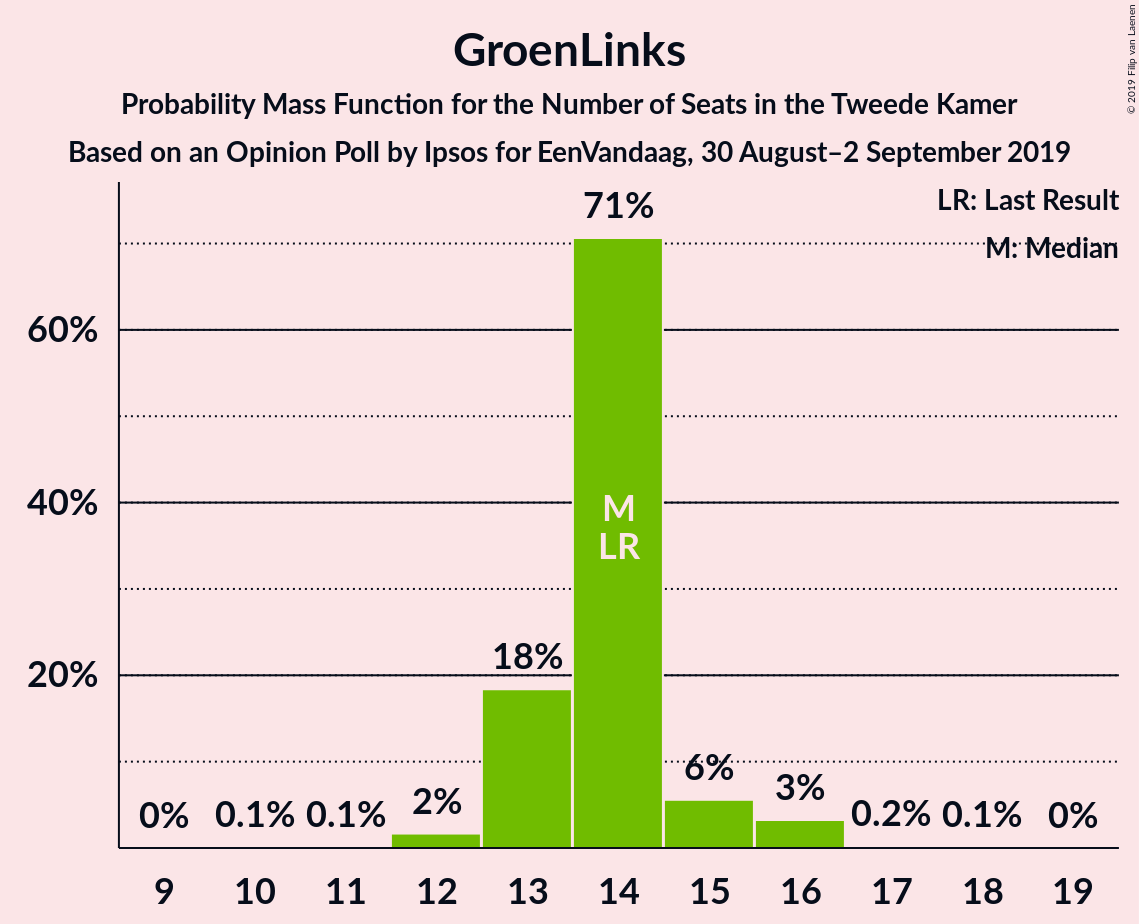 GroenLinks
Probability Mass Function for the Number of Seats in the Tweede Kamer
Based on an Opinion Poll by Ipsos for EenVandaag, 30 August–2 September 2019
© 2019 Filip van Laenen
LR: Last Result
M: Median
60%
40%
20%
0%
0.1%
0.1%
2%
18%
71%
M
LR
6%
3%
0.2%
0.1%
0%
9 10 11 12 13 14 15 16 17 18 19